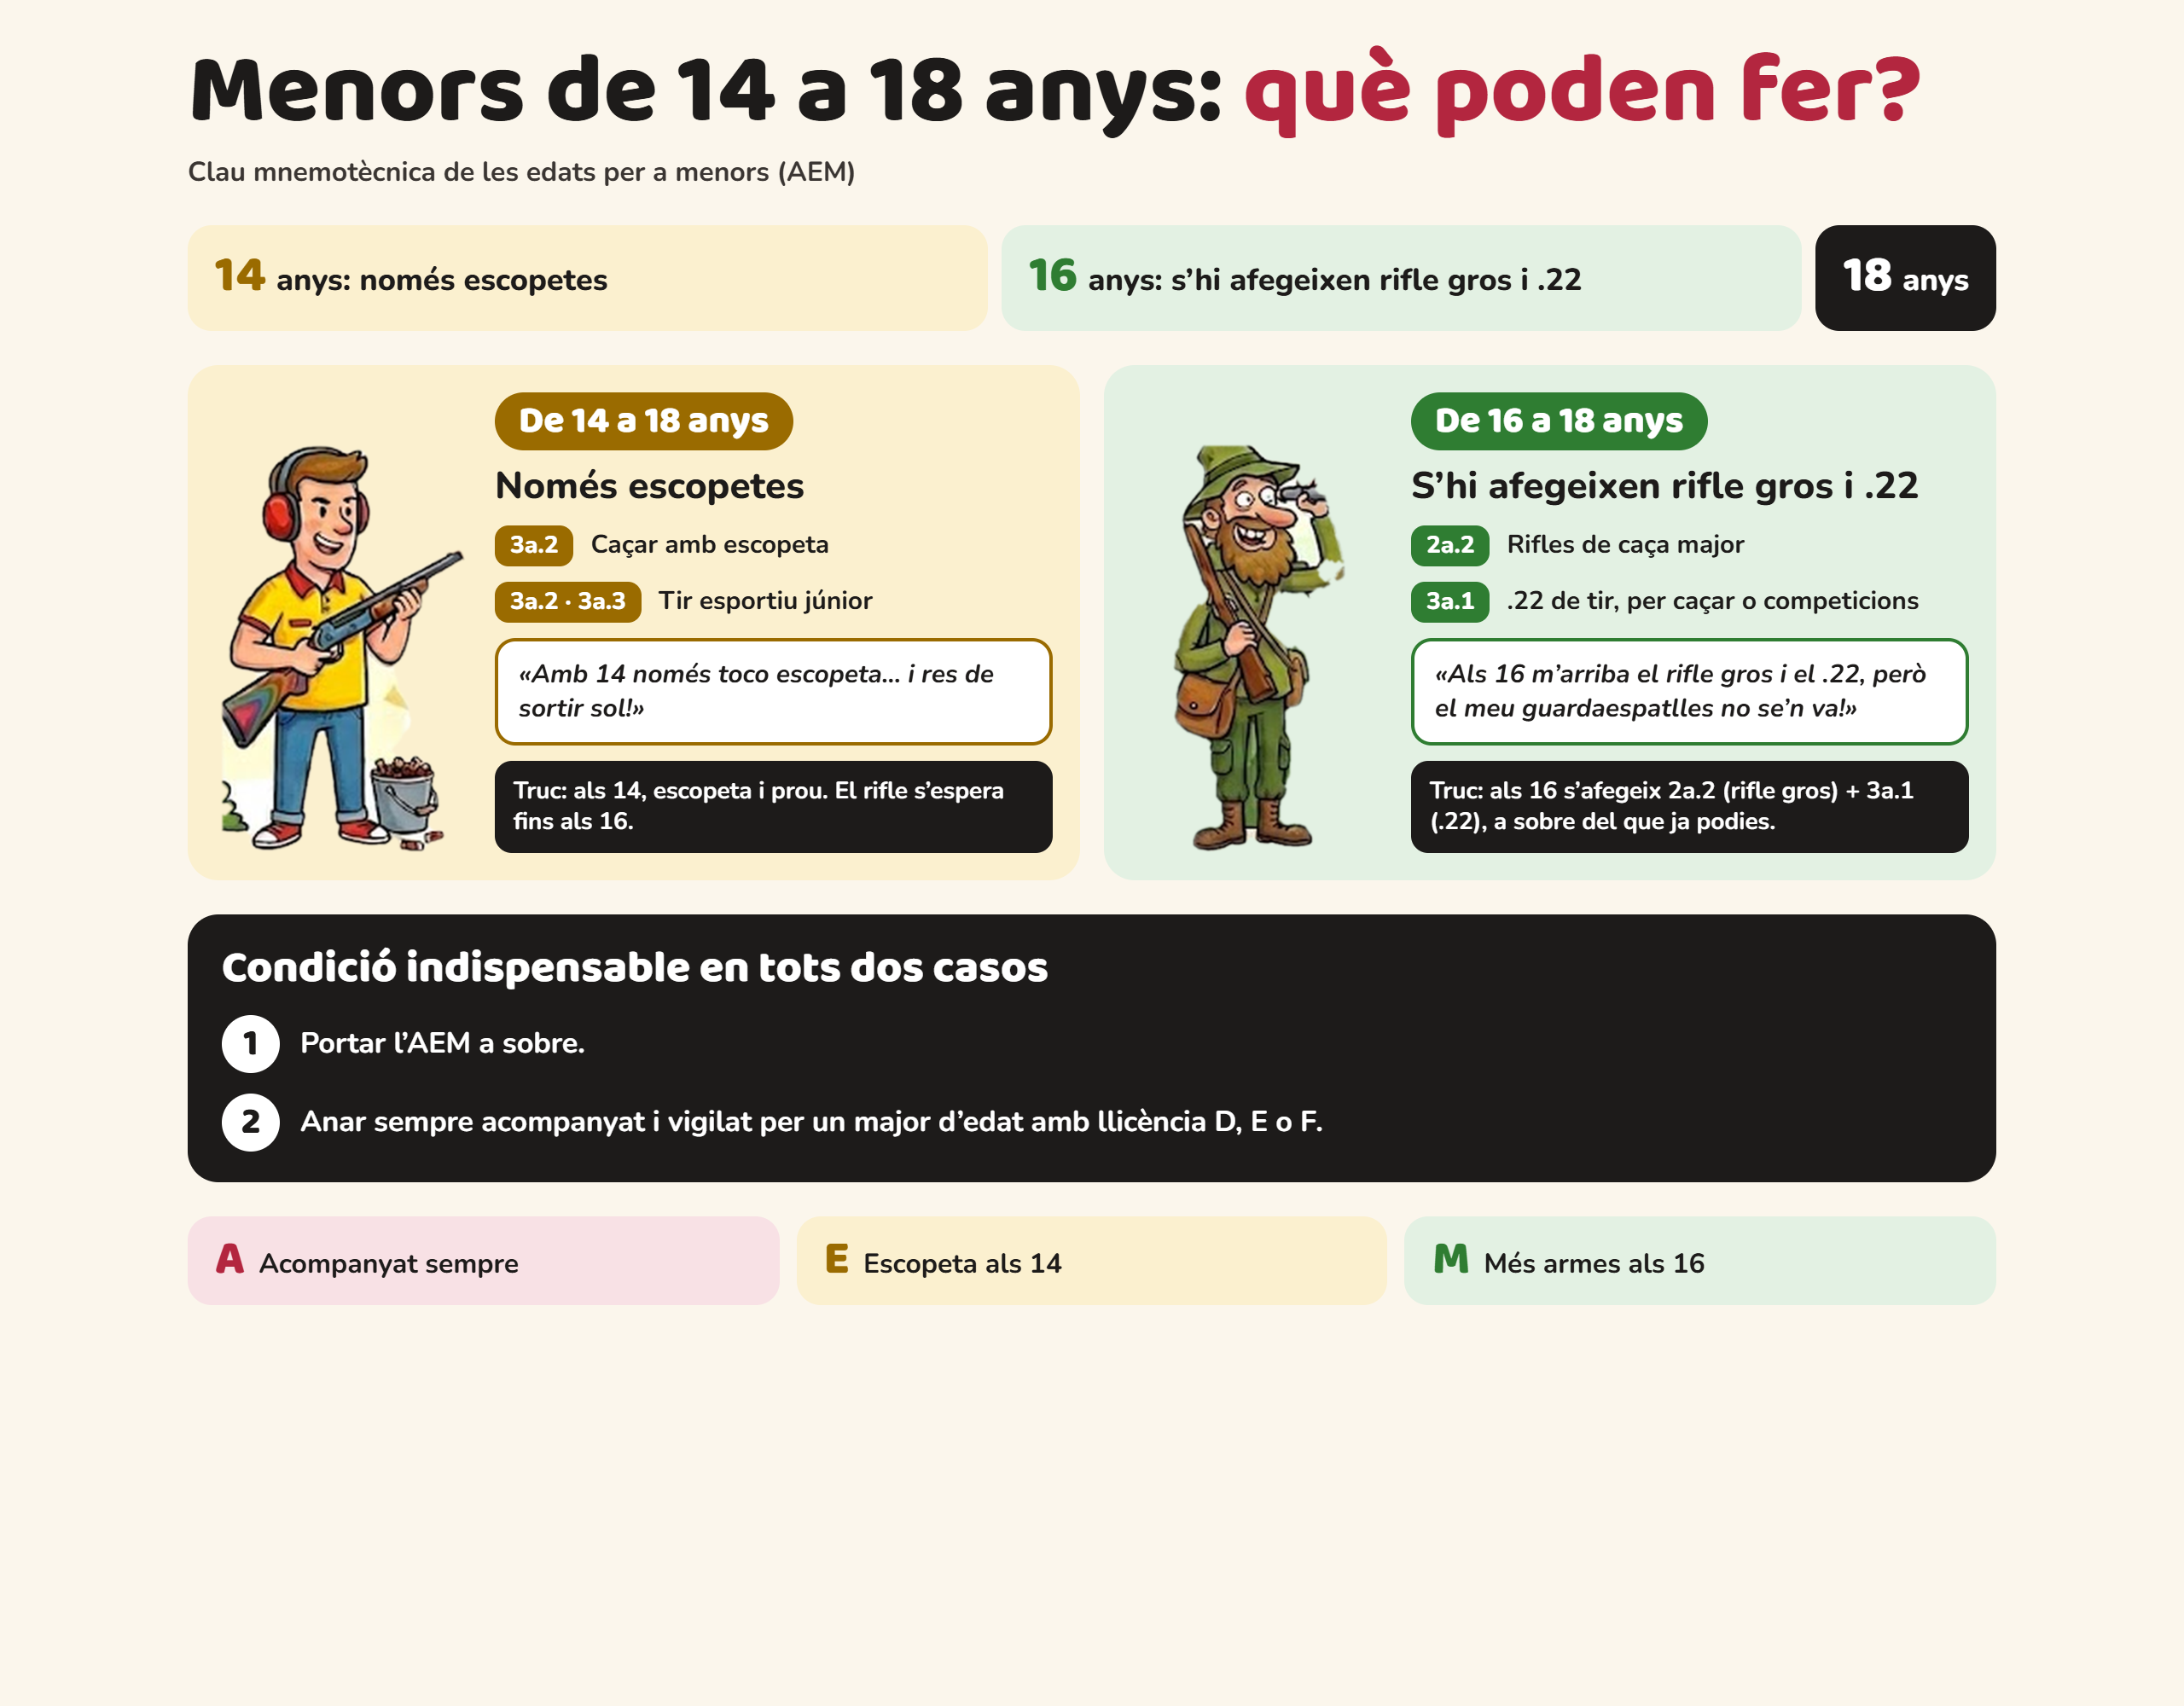 Menors de 14 a 18 anys: què poden fer?
Clau mnemotècnica de les edats per a menors (AEM)
14 anys: només escopetes
16 anys: s’hi afegeixen rifle gros i .22
18 anys
De 14 a 18 anys
Només escopetes
3a.2 Caçar amb escopeta
3a.2 · 3a.3 Tir esportiu júnior
«Amb 14 només toco escopeta... i res de
sortir sol!»
Truc: als 14, escopeta i prou. El rifle s’espera
fins als 16.
De 16 a 18 anys
S’hi afegeixen rifle gros i .22
2a.2 Rifles de caça major
3a.1 .22 de tir, per caçar o competicions
«Als 16 m’arriba el rifle gros i el .22, però
el meu guardaespatlles no se’n va!»
Truc: als 16 s’afegeix 2a.2 (rifle gros) + 3a.1
(.22), a sobre del que ja podies.
Condició indispensable en tots dos casos
1 Portar l’AEM a sobre.
2 Anar sempre acompanyat i vigilat per un major d’edat amb llicència D, E o F.
A Acompanyat sempre
E Escopeta als 14
M Més armes als 16